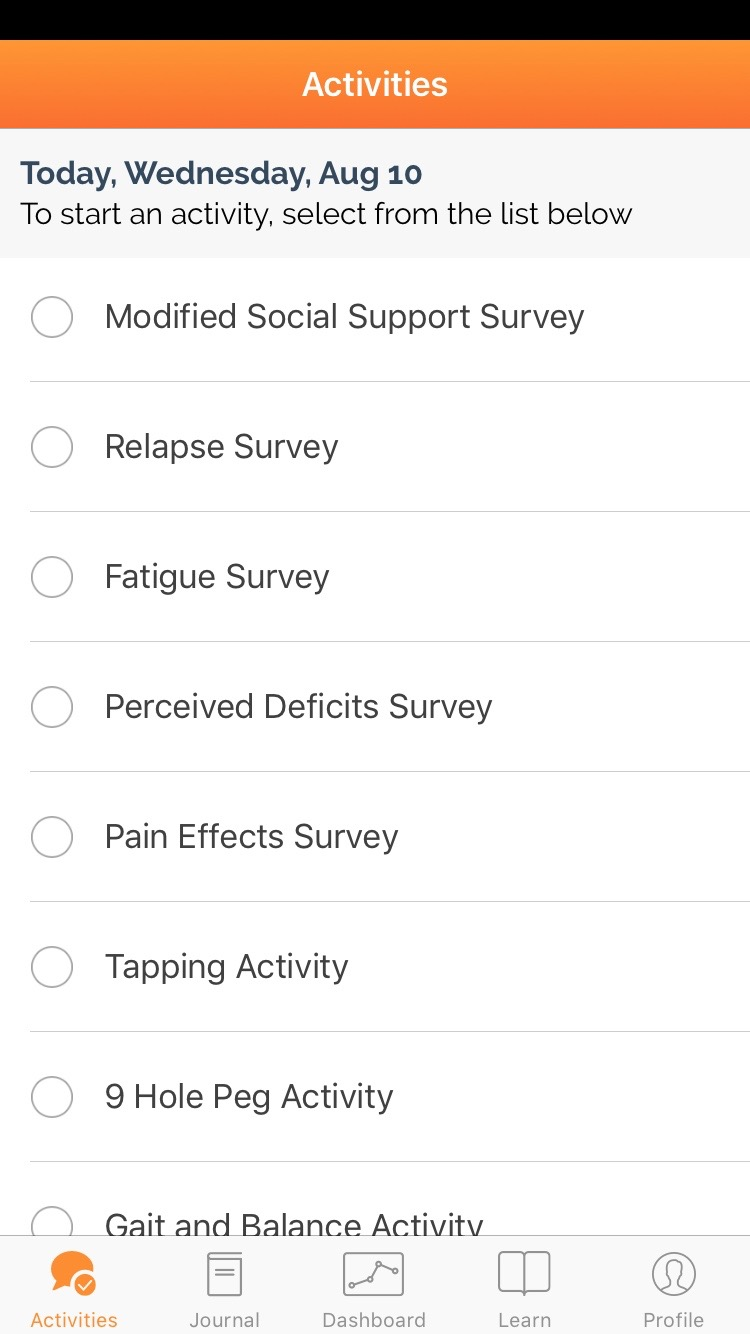 Activities
Today, Wednesday, Aug 10
To start an activity, select from the list below
Modified Social Support Survey
Relapse Survey
Fatigue Survey
Perceived Deficits Survey
Pain Effects Survey
Tapping Activity
9 Hole Peg Activity
Gait and Balance Activity
Activities
Journal
Dashboard
Learn
Profile